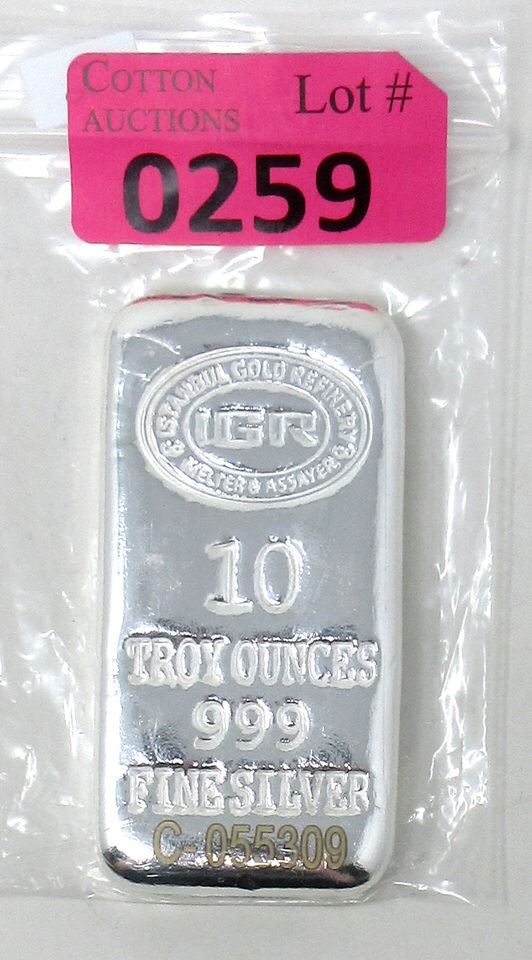 COTTON
AUCTIONS
Lot #
0259
ISTANBUL GOLD REFINERY
IGR
MELTER & ASSAYER
10
TROY OUNCES
999
FINE SILVER
C-055309